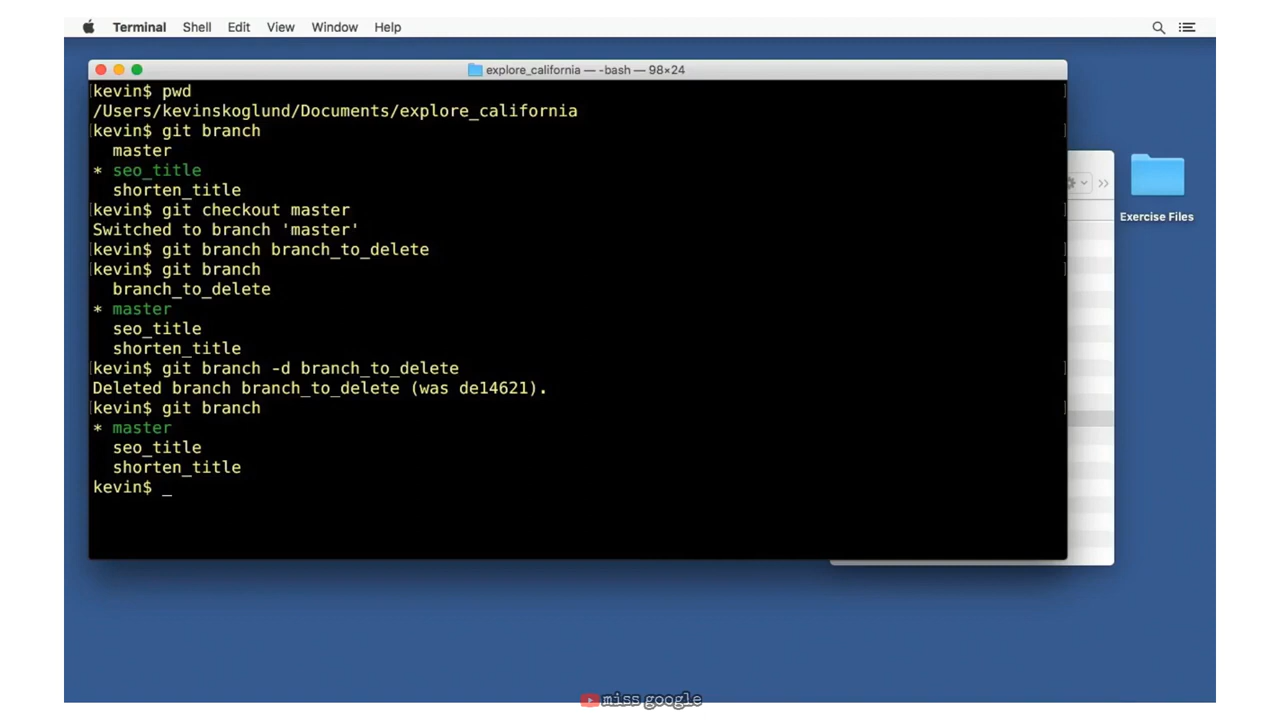 Terminal Shell Edit View Window Help
explore_california — -bash — 98×24
kevin$ pwd
/Users/kevinskoglund/Documents/explore_california
kevin$ git branch
master
* seo_title
shorten_title
kevin$ git checkout master
Switched to branch 'master'
kevin$ git branch branch_to_delete
kevin$ git branch
branch_to_delete
* master
seo_title
shorten_title
kevin$ git branch -d branch_to_delete
Deleted branch branch_to_delete (was de14621).
kevin$ git branch
* master
seo_title
shorten_title
kevin$ _
Exercise Files
miss google